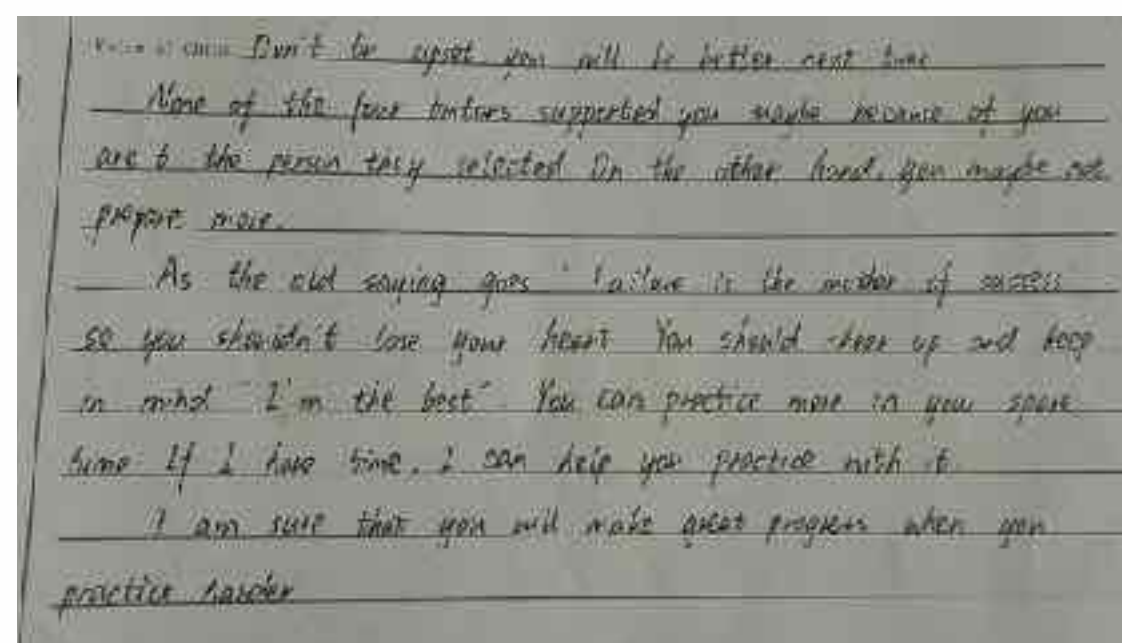 Voice of China. Don't be upset you will be better next time
None of the four tutors supported you maybe because of you
are t the person they selected On the other hand, you maybe not
prepare more.
As the old saying goes " Failure is the mother of success
so you shouldn't lose your heart You should cheer up and keep
in mind "I'm the best". You can practice more in your spare
time If I have time, I can help you practice with it
I am sure that you will make great progress when you
practice harder